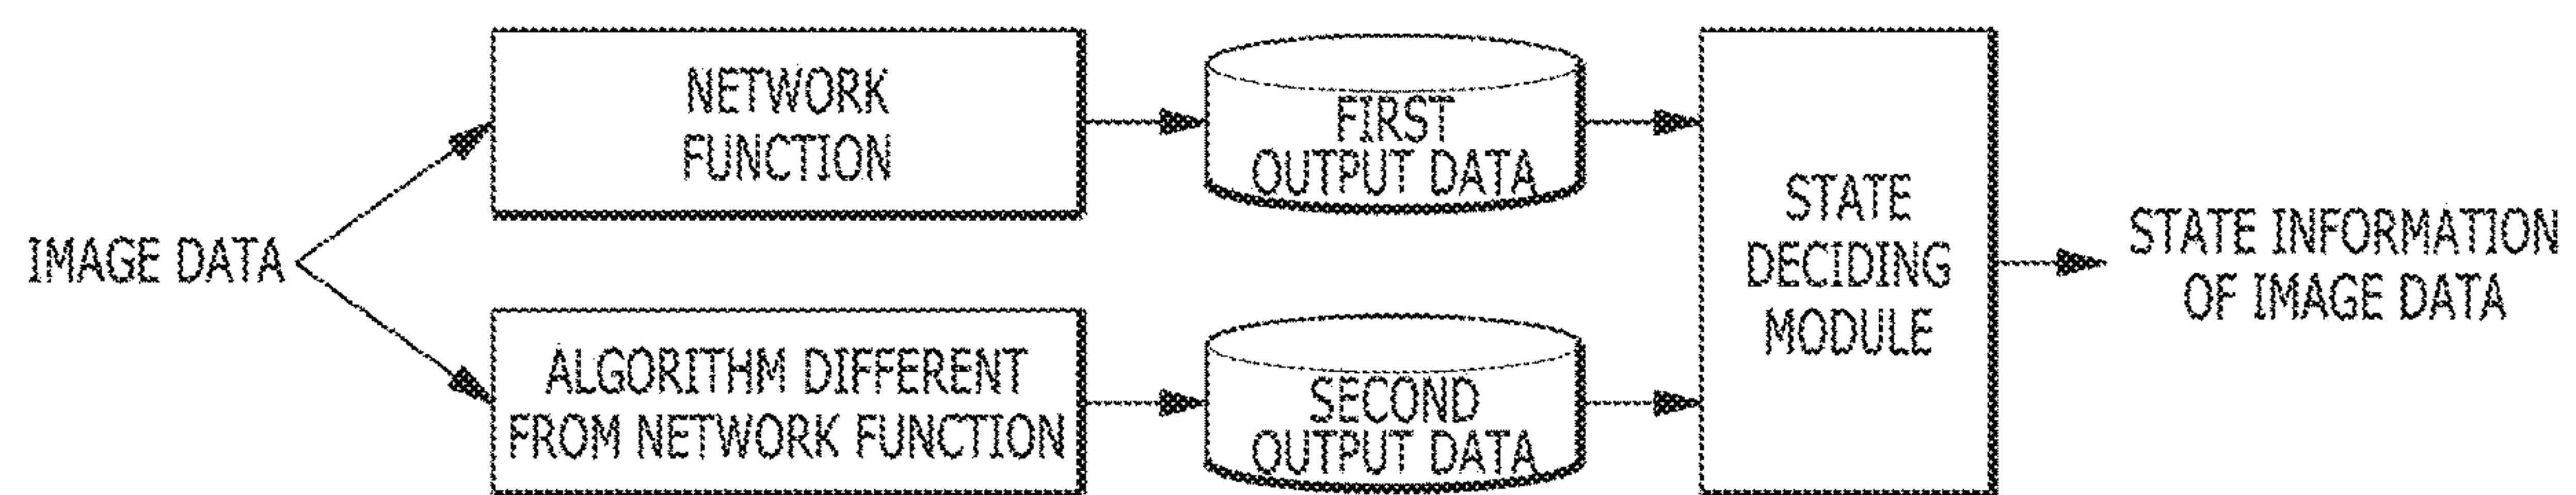 IMAGE DATA
NETWORK
FUNCTION
FIRST
OUTPUT DATA
ALGORITHM DIFFERENT
FROM NETWORK FUNCTION
SECOND
OUTPUT DATA
STATE
DECIDING
MODULE
STATE INFORMATION
OF IMAGE DATA